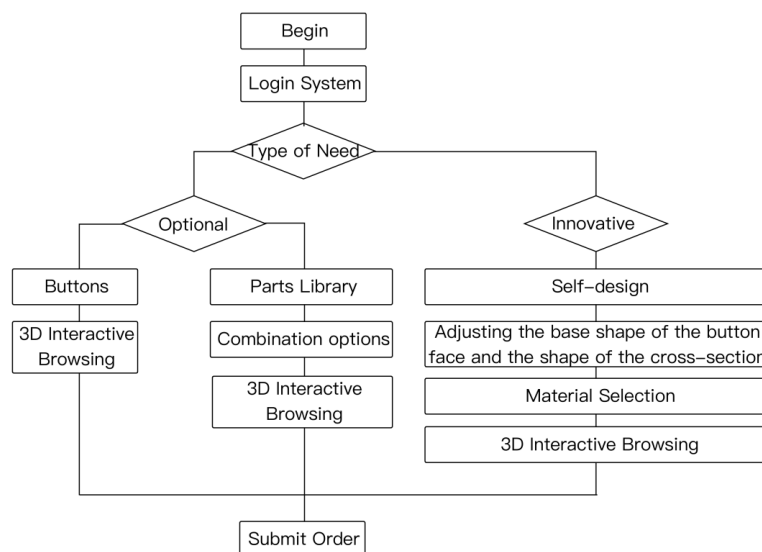 Begin
Login System
Type of Need
Optional
Innovative
Buttons
Parts Library
Self-design
3D Interactive
Browsing
Combination options
Adjusting the base shape of the button
face and the shape of the cross-section
3D Interactive
Browsing
Material Selection
3D Interactive Browsing
Submit Order